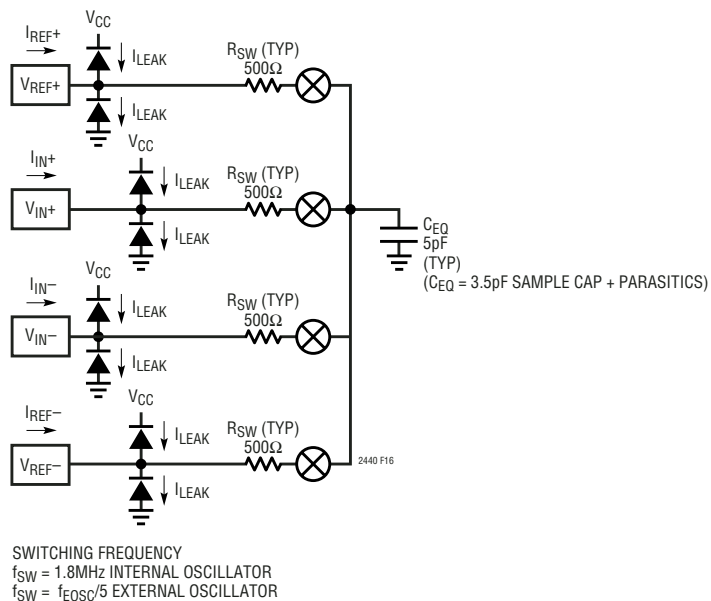 VCC
IREF+
ILEAK
RSW (TYP)
500Ω
VREF+
ILEAK
VCC
IIN+
ILEAK
RSW (TYP)
500Ω
VIN+
ILEAK
CEQ
5pF
(TYP)
(CEQ = 3.5pF SAMPLE CAP + PARASITICS)
VCC
IIN–
ILEAK
RSW (TYP)
500Ω
VIN–
ILEAK
VCC
IREF–
ILEAK
RSW (TYP)
500Ω
2440 F16
VREF–
ILEAK
SWITCHING FREQUENCY
fSW = 1.8MHz INTERNAL OSCILLATOR
fSW = fEOSC/5 EXTERNAL OSCILLATOR